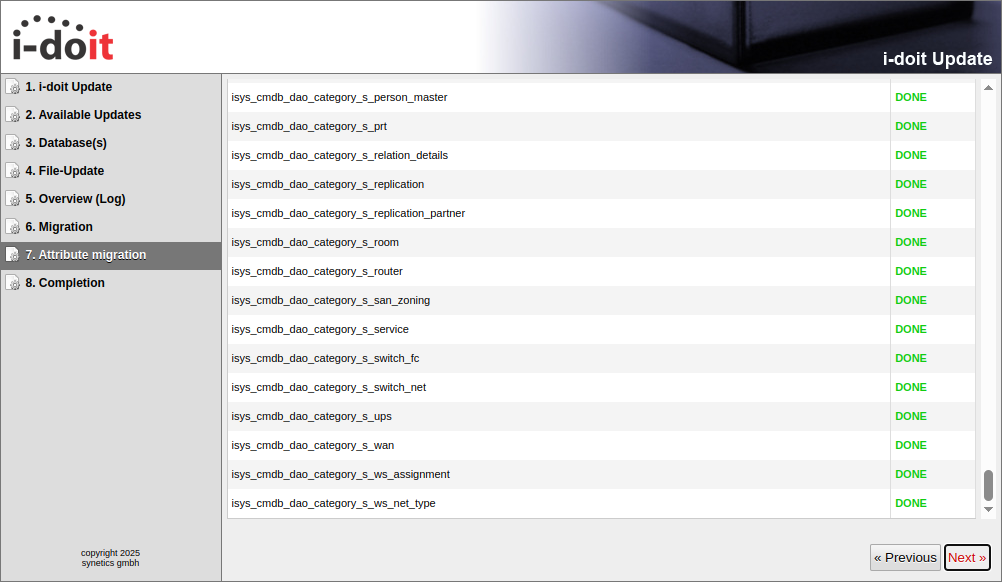 i-doit
i-doit Update
1. i-doit Update
2. Available Updates
3. Database(s)
4. File-Update
5. Overview (Log)
6. Migration
7. Attribute migration
8. Completion
copyright 2025
synetics gmbh
isys_cmdb_dao_category_s_person_master DONE
isys_cmdb_dao_category_s_prt DONE
isys_cmdb_dao_category_s_relation_details DONE
isys_cmdb_dao_category_s_replication DONE
isys_cmdb_dao_category_s_replication_partner DONE
isys_cmdb_dao_category_s_room DONE
isys_cmdb_dao_category_s_router DONE
isys_cmdb_dao_category_s_san_zoning DONE
isys_cmdb_dao_category_s_service DONE
isys_cmdb_dao_category_s_switch_fc DONE
isys_cmdb_dao_category_s_switch_net DONE
isys_cmdb_dao_category_s_ups DONE
isys_cmdb_dao_category_s_wan DONE
isys_cmdb_dao_category_s_ws_assignment DONE
isys_cmdb_dao_category_s_ws_net_type DONE
« Previous Next »